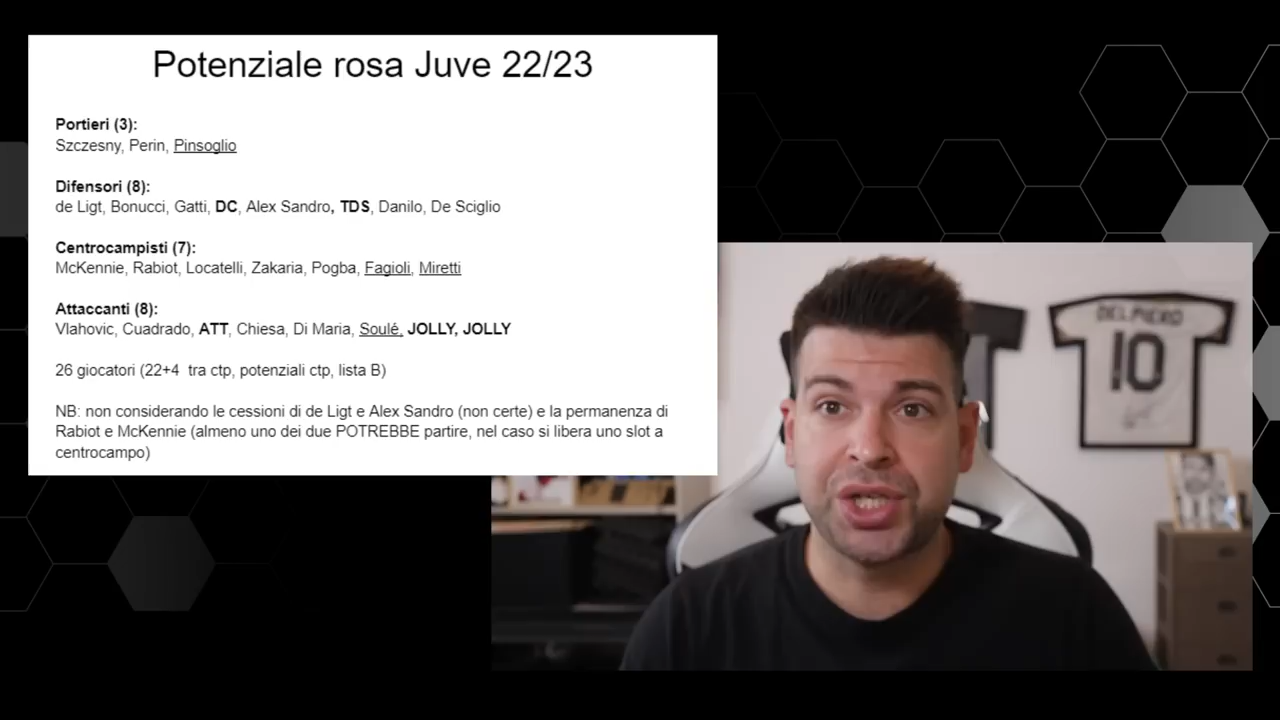 Potenziale rosa Juve 22/23
Portieri (3):
Szczesny, Perin, Pinsoglio
Difensori (8):
de Ligt, Bonucci, Gatti, DC, Alex Sandro, TDS, Danilo, De Sciglio
Centrocampisti (7):
McKennie, Rabiot, Locatelli, Zakaria, Pogba, Fagioli, Miretti
Attaccanti (8):
Vlahovic, Cuadrado, ATT, Chiesa, Di Maria, Soulé, JOLLY, JOLLY
26 giocatori (22+4 tra ctp, potenziali ctp, lista B)
NB: non considerando le cessioni di de Ligt e Alex Sandro (non certe) e la permanenza di
Rabiot e McKennie (almeno uno dei due POTREBBE partire, nel caso si libera uno slot a
centrocampo)
DEL PIERO
10